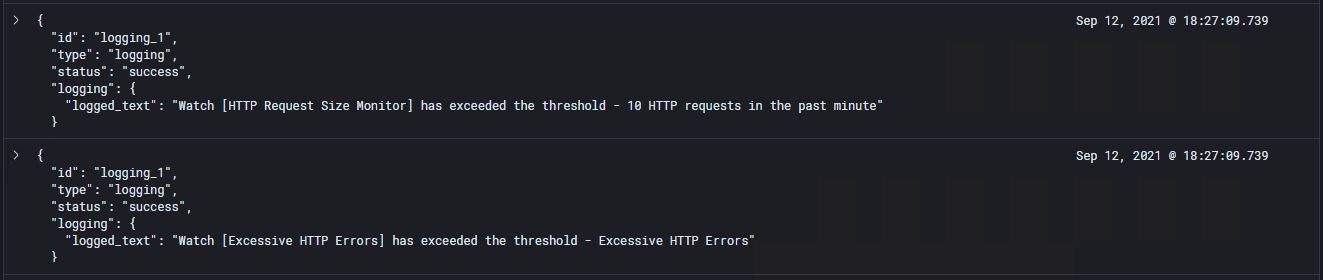 { Sep 12, 2021 @ 18:27:09.739
"id": "logging_1",
"type": "logging",
"status": "success",
"logging": {
"logged_text": "Watch [HTTP Request Size Monitor] has exceeded the threshold - 10 HTTP requests in the past minute"
}
{ Sep 12, 2021 @ 18:27:09.739
"id": "logging_1",
"type": "logging",
"status": "success",
"logging": {
"logged_text": "Watch [Excessive HTTP Errors] has exceeded the threshold - Excessive HTTP Errors"
}